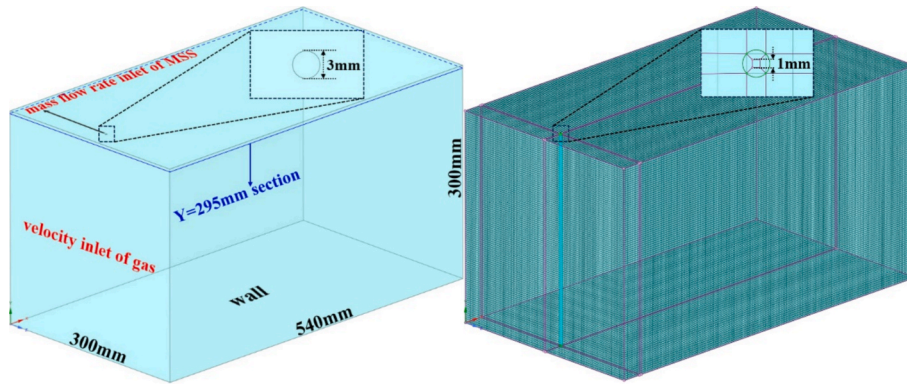 3mm
mass flow rate inlet of MSS
Y=295mm section
velocity inlet of gas
wall
300mm
540mm
1mm
300mm